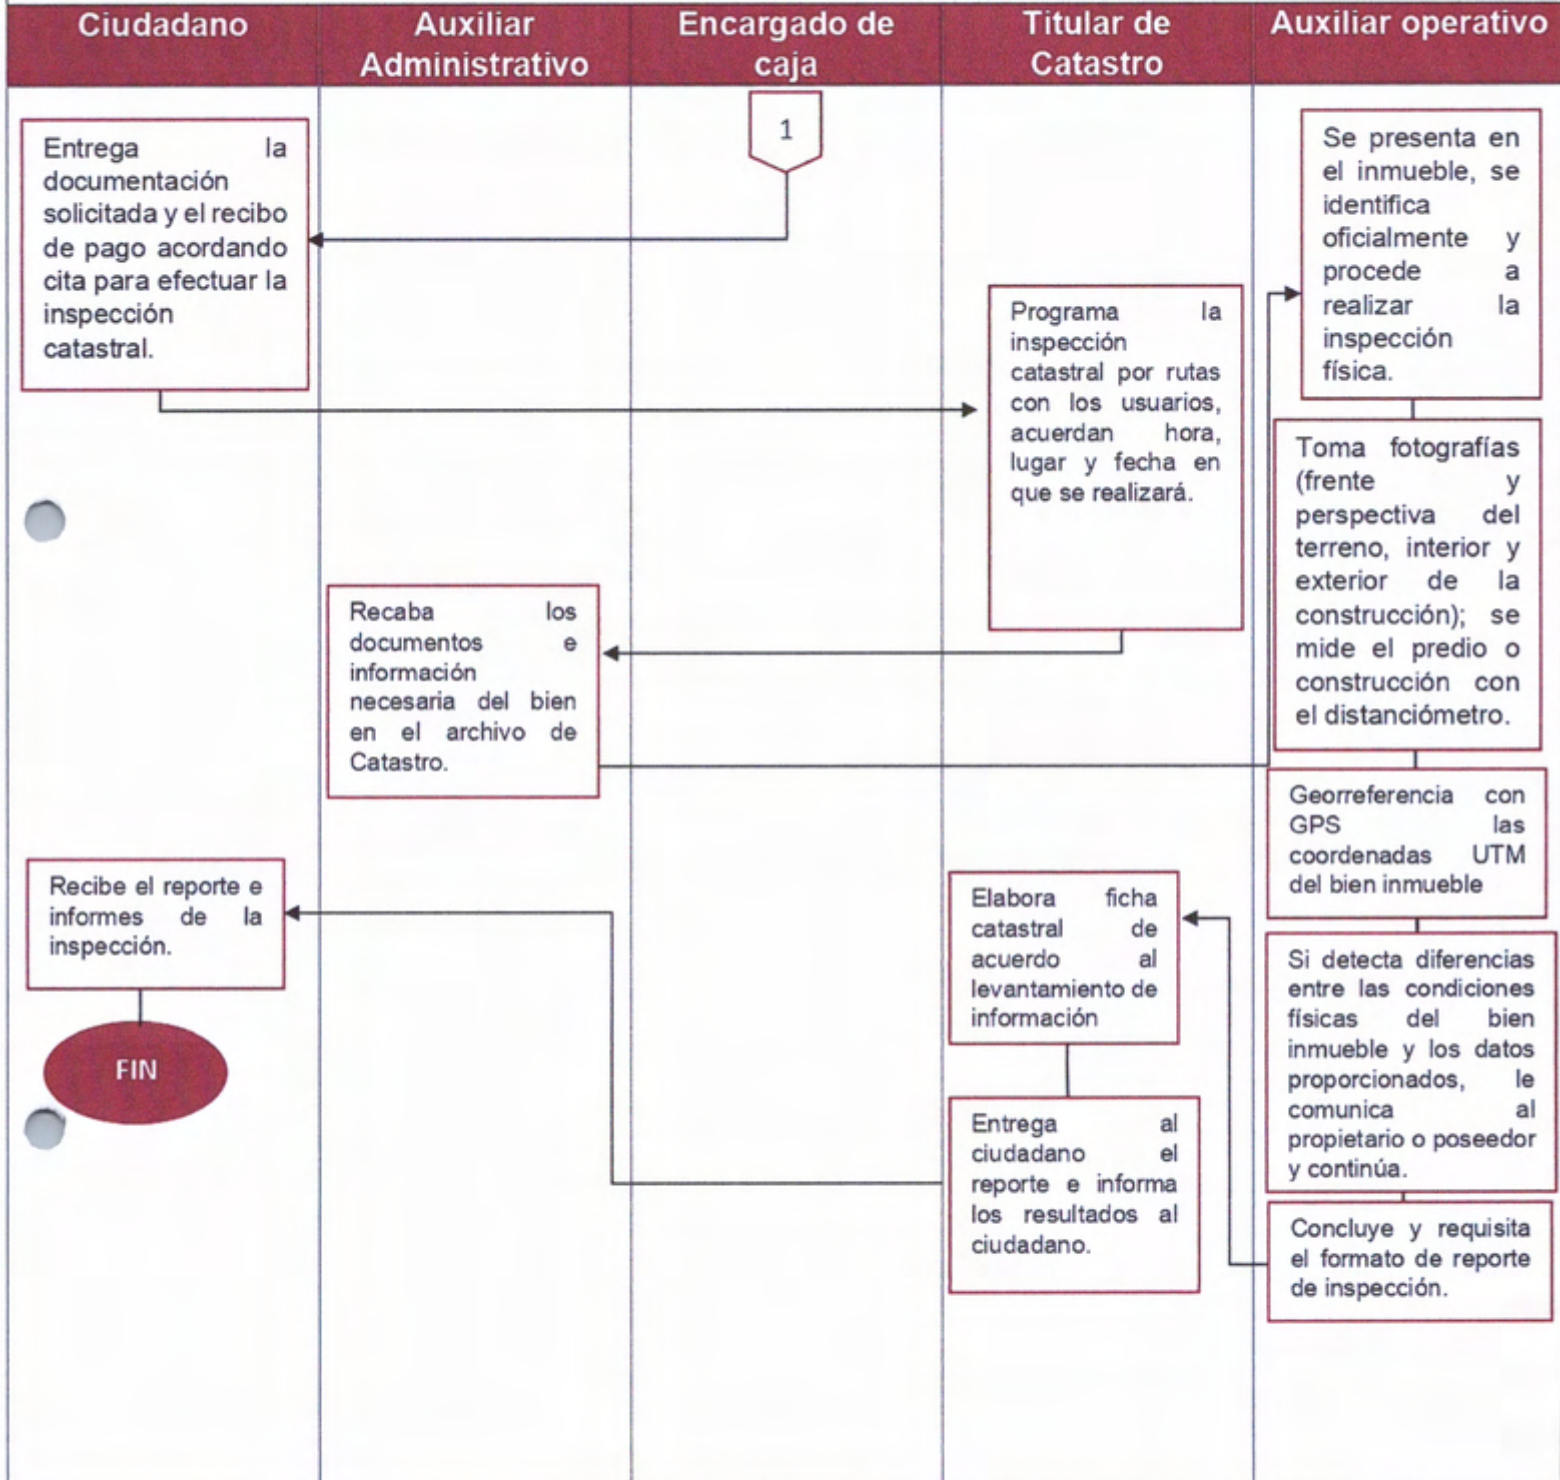 Ciudadano
Auxiliar
Administrativo
Encargado de
caja
Titular de
Catastro
Auxiliar operativo
1
Entrega la
documentación
solicitada y el recibo
de pago acordando
cita para efectuar la
inspección
catastral.
Programa la
inspección
catastral por rutas
con los usuarios,
acuerdan hora,
lugar y fecha en
que se realizará.
Recaba los
documentos e
información
necesaria del bien
en el archivo de
Catastro.
Se presenta en
el inmueble, se
identifica
oficialmente y
procede a
realizar la
inspección
física.
Toma fotografías
(frente y
perspectiva del
terreno, interior y
exterior de la
construcción); se
mide el predio o
construcción con
el distanciómetro.
Georreferencia con
GPS las
coordenadas UTM
del bien inmueble
Si detecta diferencias
entre las condiciones
físicas del bien
inmueble y los datos
proporcionados, le
comunica al
propietario o poseedor
y continúa.
Concluye y requisita
el formato de reporte
de inspección.
Elabora ficha
catastral de
acuerdo al
levantamiento de
información
Entrega al
ciudadano el
reporte e informa
los resultados al
ciudadano.
Recibe el reporte e
informes de la
inspección.
FIN